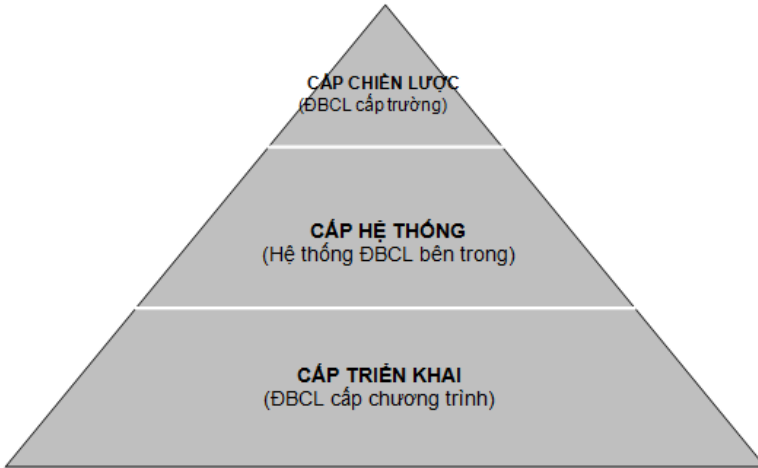 CẤP CHIẾN LƯỢC
(ĐBCL cấp trường)
CẤP HỆ THỐNG
(Hệ thống ĐBCL bên trong)
CẤP TRIỂN KHAI
(ĐBCL cấp chương trình)